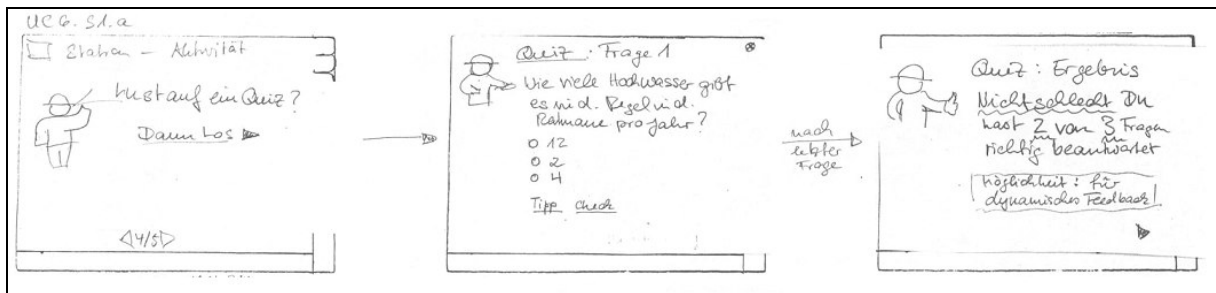 UC6. S1.a
Station - Aktivität
Lust auf ein Quiz?
Dann Los
4/5
Quiz: Frage 1
Wie viele Hochwasser gibt
es in d. Regel in d.
pro Jahr?
12
2
4
Tipp check
nach
letzter
Frage
Quiz: Ergebnis
Nicht schlecht Du
hast 2 von 3 Fragen
richtig beantwortet
Möglichkeit: für
dynamisches Feedback